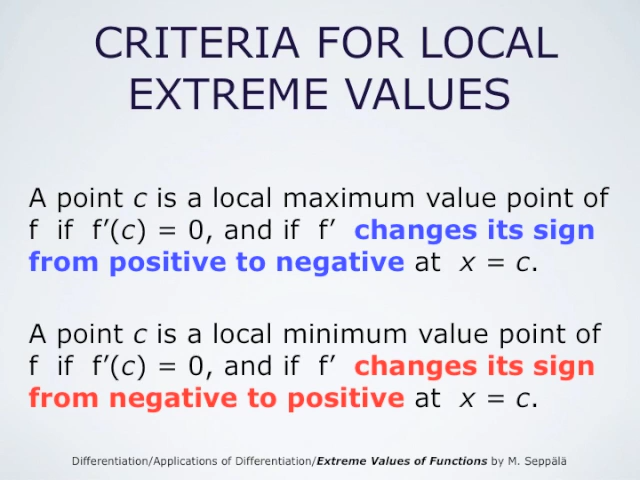 CRITERIA FOR LOCAL
EXTREME VALUES
A point c is a local maximum value point of
f if f’(c) = 0, and if f’ changes its sign
from positive to negative at x = c.
A point c is a local minimum value point of
f if f’(c) = 0, and if f’ changes its sign
from negative to positive at x = c.
Differentiation/Applications of Differentiation/Extreme Values of Functions by M. Seppälä